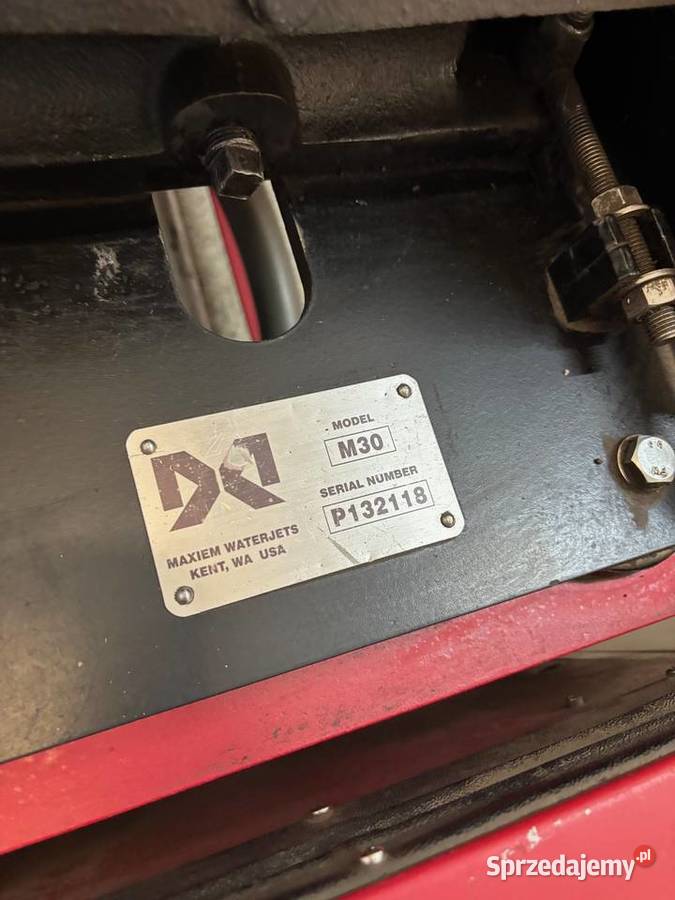 MODEL
M30
SERIAL NUMBER
P132118
MAXIEM WATERJETS
KENT, WA USA
Sprzedajemy.pl